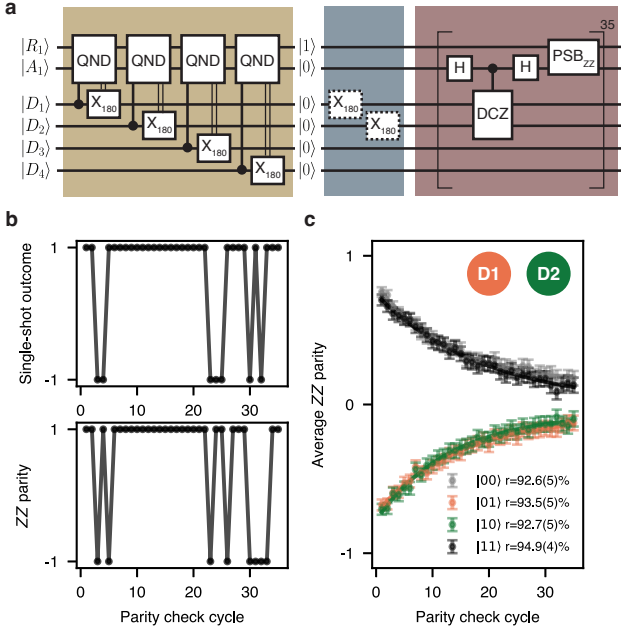 a
35
|R₁⟩ QND QND QND QND |1⟩ PSB_ZZ
|A₁⟩ |0⟩ H H
|D₁⟩ X₁₈₀ |0⟩ X₁₈₀ DCZ
|D₂⟩ X₁₈₀ |0⟩ X₁₈₀
|D₃⟩ X₁₈₀ |0⟩
|D₄⟩ X₁₈₀ |0⟩
b
Single-shot outcome
1
-1
0 10 20 30
ZZ parity
1
-1
0 10 20 30
Parity check cycle
c
Average ZZ parity
1
0
-1
D1 D2
|00⟩ r=92.6(5)%
|01⟩ r=93.5(5)%
|10⟩ r=92.7(5)%
|11⟩ r=94.9(4)%
0 10 20 30
Parity check cycle